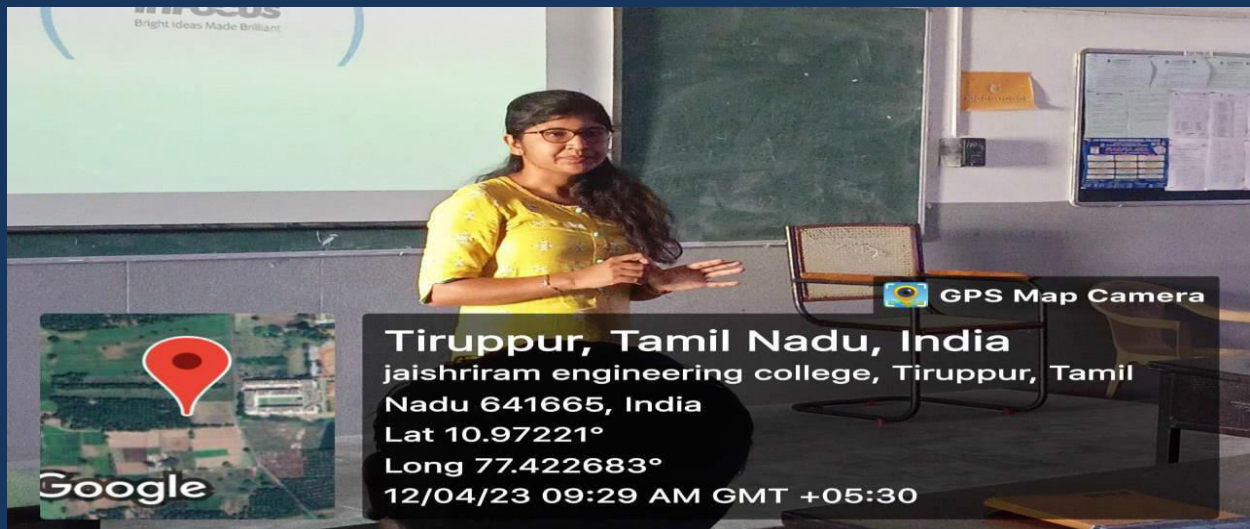 InFocus
Bright Ideas Made Brilliant
GPS Map Camera
Tiruppur, Tamil Nadu, India
jaishriram engineering college, Tiruppur, Tamil
Nadu 641665, India
Lat 10.97221°
Long 77.422683°
12/04/23 09:29 AM GMT +05:30
Google